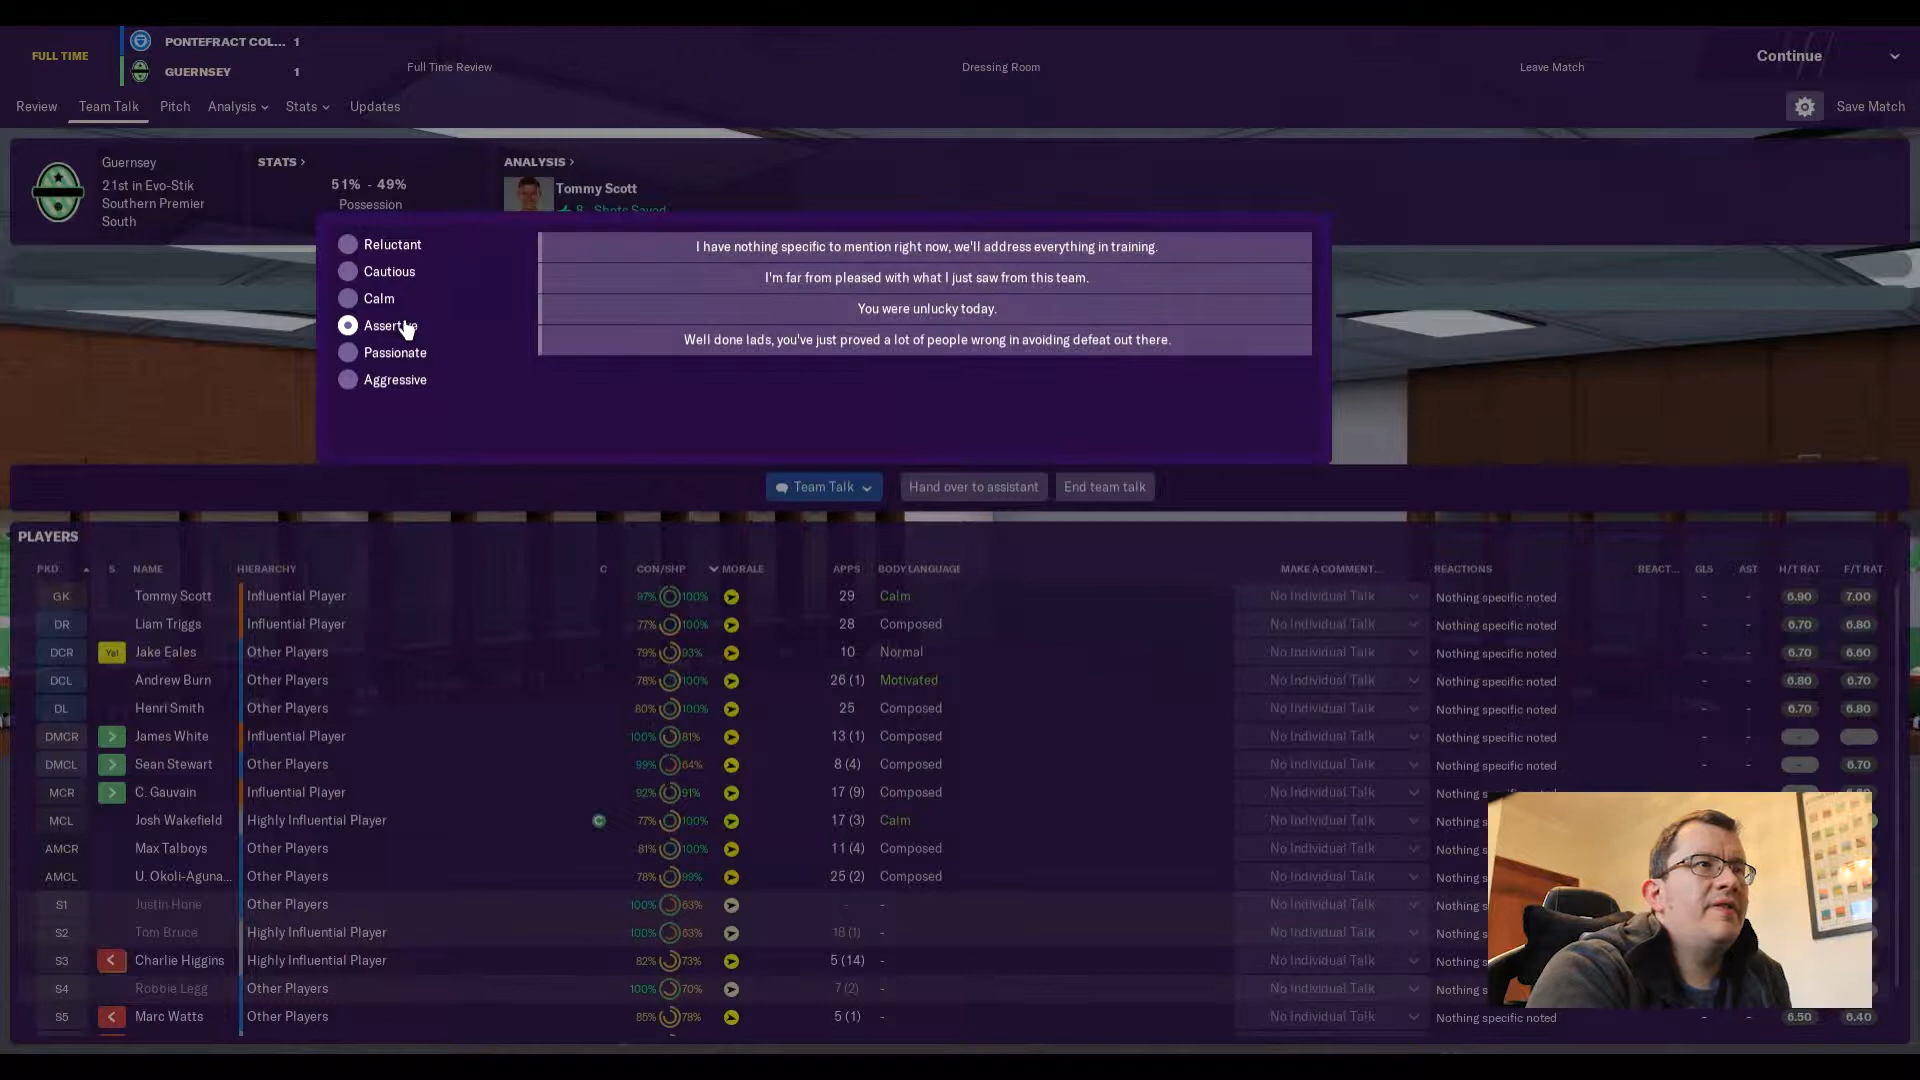 FULL TIME
PONTEFRACT COL... 1
GUERNSEY 1
Full Time Review
Dressing Room
Leave Match
Continue
Review Team Talk Pitch Analysis Stats Updates
Save Match
Guernsey
21st in Evo-Stik
Southern Premier
South
STATS >
51% - 49%
Possession
ANALYSIS >
Tommy Scott
8 Shots Saved
Reluctant
Cautious
Calm
Assertive
Passionate
Aggressive
I have nothing specific to mention right now, we'll address everything in training.
I'm far from pleased with what I just saw from this team.
You were unlucky today.
Well done lads, you've just proved a lot of people wrong in avoiding defeat out there.
Team Talk Hand over to assistant End team talk
PLAYERS
PKD S NAME HIERARCHY C CON/SHP MORALE APPS BODY LANGUAGE MAKE A COMMENT... REACTIONS REACT... GLS AST H/T RAT F/T RAT
GK Tommy Scott Influential Player 97% 100% 29 Calm No Individual Talk Nothing specific noted - - 6.90 7.00
DR Liam Triggs Influential Player 77% 100% 28 Composed No Individual Talk Nothing specific noted - - 6.70 6.80
DCR Yel Jake Eales Other Players 79% 93% 10 Normal No Individual Talk Nothing specific noted - - 6.70 6.60
DCL Andrew Burn Other Players 78% 100% 26 (1) Motivated No Individual Talk Nothing specific noted - - 6.80 6.70
DL Henri Smith Other Players 80% 100% 25 Composed No Individual Talk Nothing specific noted - - 6.70 6.80
DMCR James White Influential Player 100% 81% 13 (1) Composed No Individual Talk Nothing specific noted - - -
DMCL Sean Stewart Other Players 99% 64% 8 (4) Composed No Individual Talk Nothing specific noted - - - 6.70
MCR C. Gauvain Influential Player 92% 91% 17 (9) Composed No Individual Talk Nothing s
MCL Josh Wakefield Highly Influential Player C 77% 100% 17 (3) Calm No Individual Talk Nothing s
AMCR Max Talboys Other Players 81% 100% 11 (4) Composed No Individual Talk Nothing s
AMCL U. Okoli-Aguna... Other Players 78% 99% 25 (2) Composed No Individual Talk Nothing s
S1 Justin Hone Other Players 100% 63% - - No Individual Talk Nothing s
S2 Tom Bruce Highly Influential Player 100% 63% 18 (1) - No Individual Talk Nothing s
S3 Charlie Higgins Highly Influential Player 82% 73% 5 (14) - No Individual Talk Nothing s
S4 Robbie Legg Other Players 100% 70% 7 (2) - No Individual Talk Nothing s
S5 Marc Watts Other Players 85% 78% 5 (1) - No Individual Talk Nothing specific noted - - 6.50 6.40